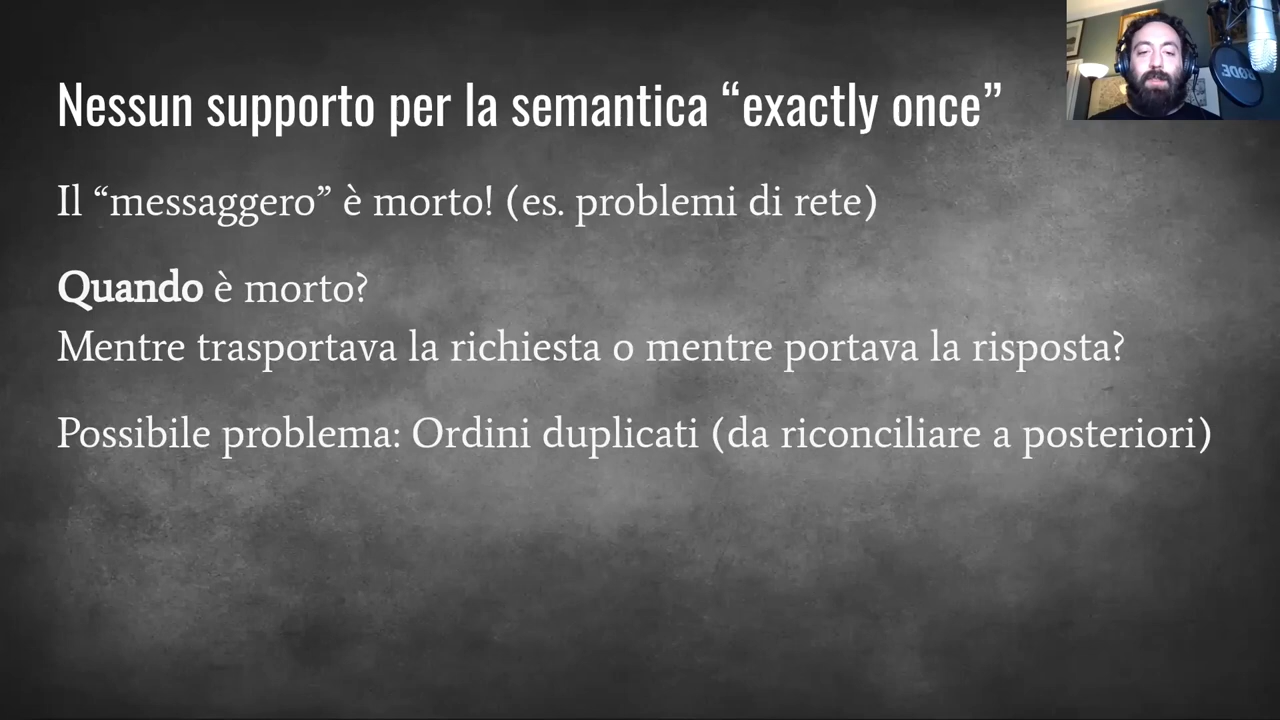 Nessun supporto per la semantica “exactly once”
Il “messaggero” è morto! (es. problemi di rete)
Quando è morto?
Mentre trasportava la richiesta o mentre portava la risposta?
Possibile problema: Ordini duplicati (da riconciliare a posteriori)
RØDE